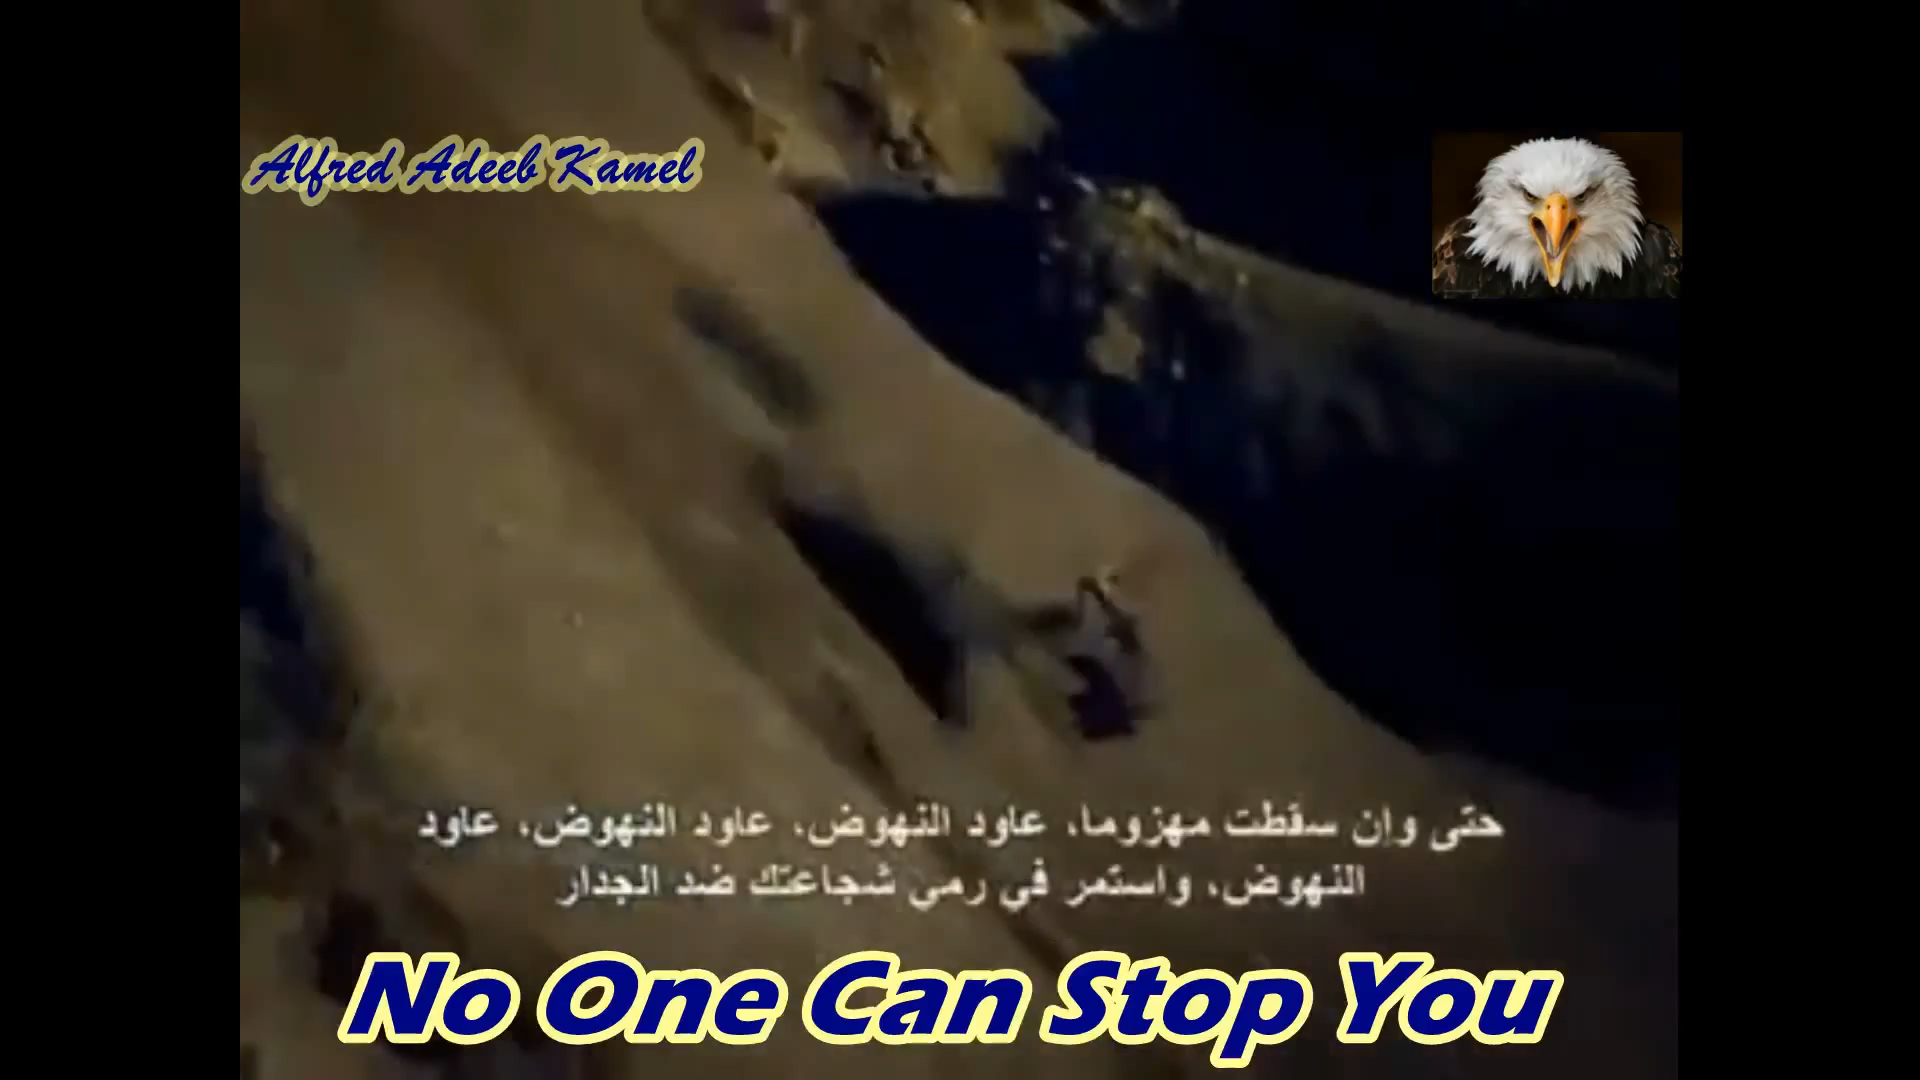 Alfred Adeeb Kamel
حتى وإن سقطت مهزوما، عاود النهوض، عاود النهوض، عاود
النهوض، واستمر في رمي شجاعتك ضد الجدار
No One Can Stop You